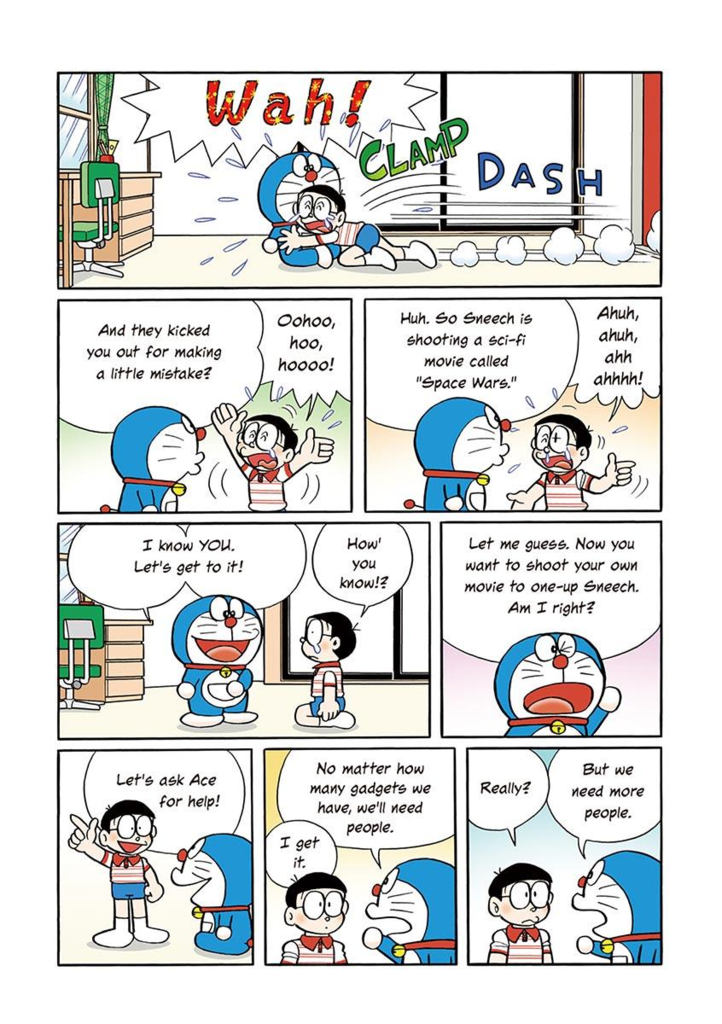 DASH
CLAMP
Wah!
Ahuh,
ahuh,
ahh
ahhhh!
Huh. So Sneech is
shooting a sci-fi
movie called
"Space Wars."
Oohoo,
hoo,
hoooo!
And they kicked
you out for making
a little mistake?
Let me guess. Now you
want to shoot your own
movie to one-up Sneech.
Am I right?
How'
you
know!?
I know YOU.
Let's get to it!
But we
need more
people.
Really?
No matter how
many gadgets we
have, we'll need
people.
I get
it.
Let's ask Ace
for help!